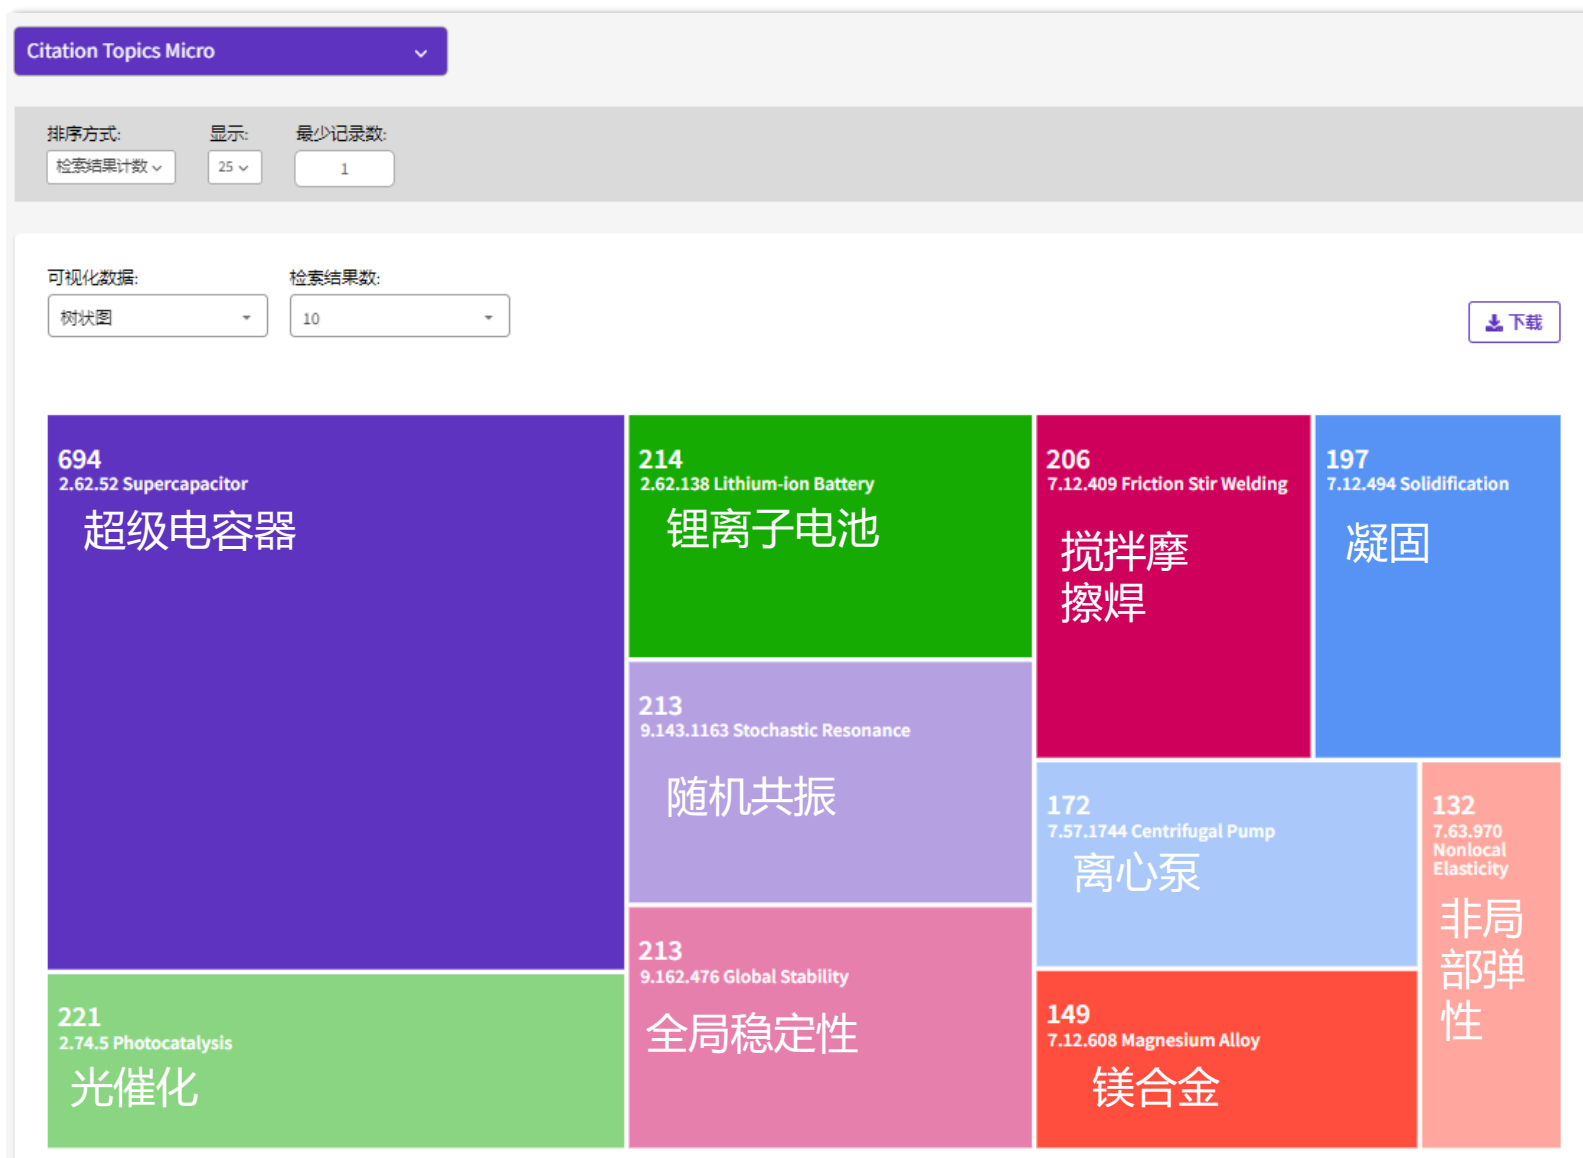 Citation Topics Micro
排序方式: 显示: 最少记录数:
检索结果计数 25 1
可视化数据: 检索结果数:
树状图 10
下载
694
2.62.52 Supercapacitor
超级电容器
221
2.74.5 Photocatalysis
光催化
214
2.62.138 Lithium-ion Battery
锂离子电池
213
9.143.1163 Stochastic Resonance
随机共振
213
9.162.476 Global Stability
全局稳定性
206
7.12.409 Friction Stir Welding
搅拌摩
擦焊
197
7.12.494 Solidification
凝固
172
7.57.1744 Centrifugal Pump
离心泵
149
7.12.608 Magnesium Alloy
镁合金
132
7.63.970
Nonlocal
Elasticity
非局
部弹
性